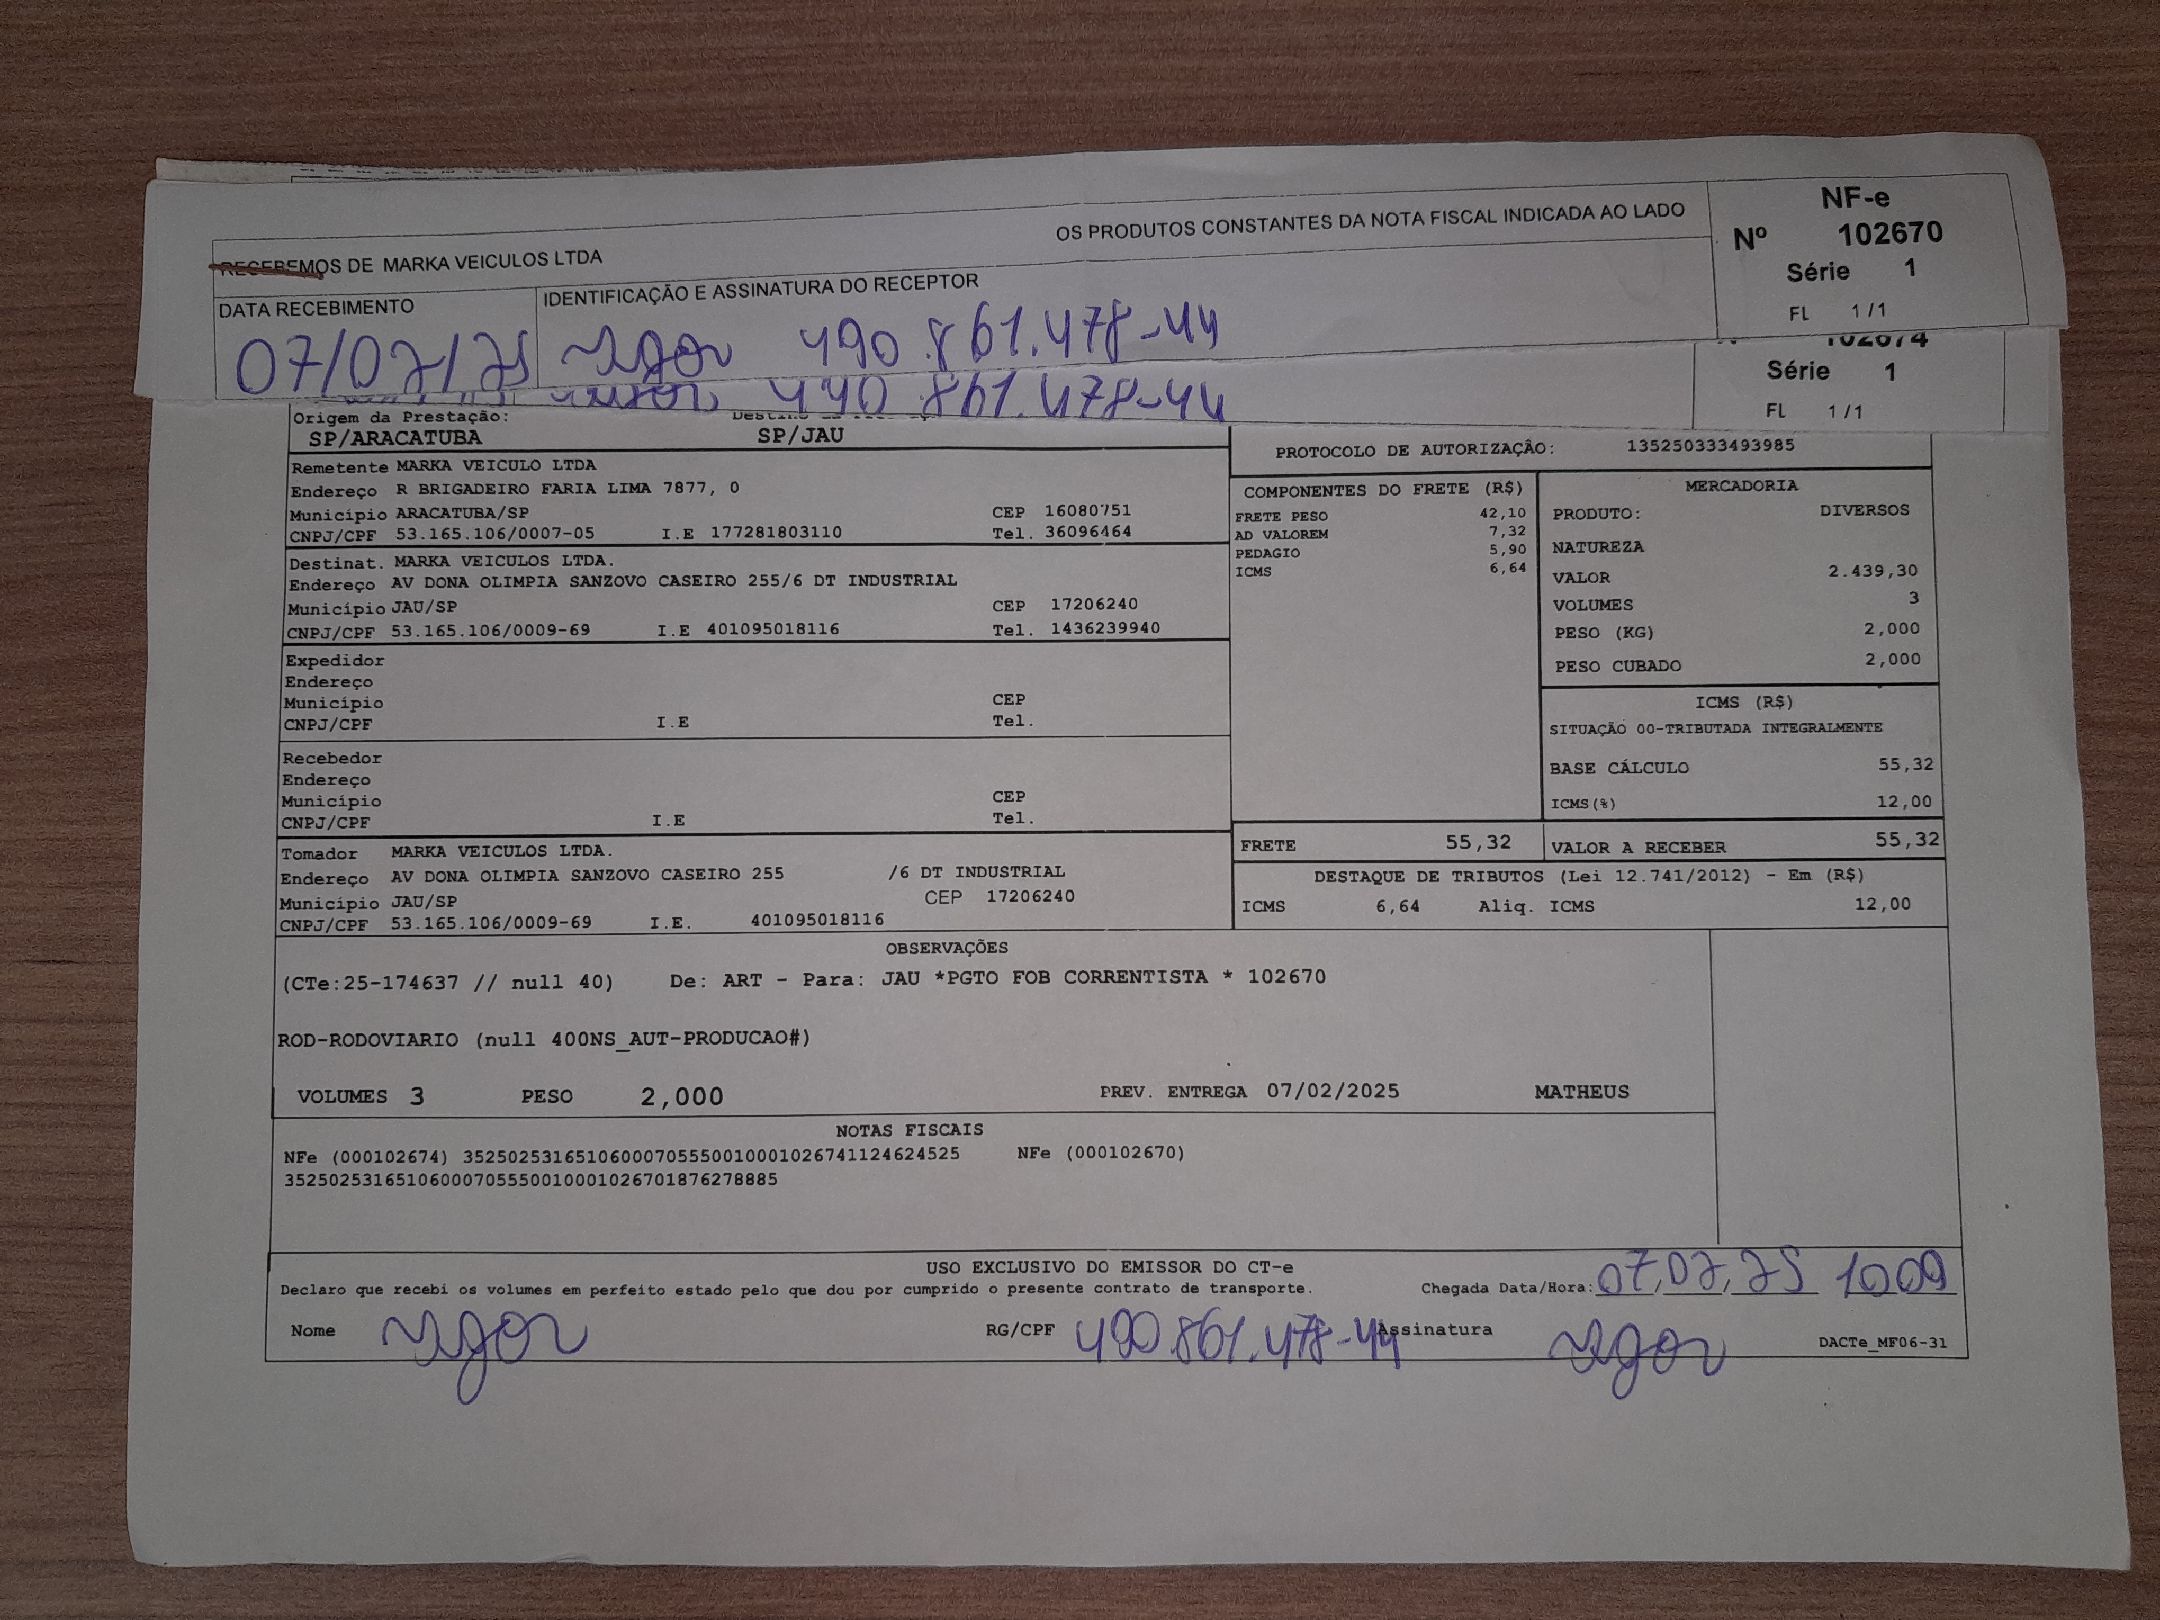 RECEBEMOS DE MARKA VEICULOS LTDA OS PRODUTOS CONSTANTES DA NOTA FISCAL INDICADA AO LADO
NF-e
Nº 102670
Série 1
FL 1/1
DATA RECEBIMENTO
IDENTIFICAÇÃO E ASSINATURA DO RECEPTOR
07/02/25 Igor 490.861.478-44
102674
Série 1
FL 1/1
490 861.478-44
Origem da Prestação:
SP/ARACATUBA SP/JAU
PROTOCOLO DE AUTORIZAÇÃO: 135250333493985
Remetente MARKA VEICULO LTDA
Endereço R BRIGADEIRO FARIA LIMA 7877, 0
Município ARACATUBA/SP CEP 16080751
CNPJ/CPF 53.165.106/0007-05 I.E 177281803110 Tel. 36096464
Destinat. MARKA VEICULOS LTDA.
Endereço AV DONA OLIMPIA SANZOVO CASEIRO 255/6 DT INDUSTRIAL
Município JAU/SP CEP 17206240
CNPJ/CPF 53.165.106/0009-69 I.E 401095018116 Tel. 1436239940
Expedidor
Endereço
Município CEP
CNPJ/CPF I.E Tel.
Recebedor
Endereço
Município CEP
CNPJ/CPF I.E Tel.
Tomador MARKA VEICULOS LTDA.
Endereço AV DONA OLIMPIA SANZOVO CASEIRO 255 /6 DT INDUSTRIAL
Município JAU/SP CEP 17206240
CNPJ/CPF 53.165.106/0009-69 I.E. 401095018116
COMPONENTES DO FRETE (R$)
FRETE PESO 42,10
AD VALOREM 7,32
PEDAGIO 5,90
ICMS 6,64
MERCADORIA
PRODUTO: DIVERSOS
NATUREZA
VALOR 2.439,30
VOLUMES 3
PESO (KG) 2,000
PESO CUBADO 2,000
ICMS (R$)
SITUAÇÃO 00-TRIBUTADA INTEGRALMENTE
BASE CÁLCULO 55,32
ICMS(%) 12,00
FRETE 55,32 VALOR A RECEBER 55,32
DESTAQUE DE TRIBUTOS (Lei 12.741/2012) - Em (R$)
ICMS 6,64 Aliq. ICMS 12,00
OBSERVAÇÕES
(CTe:25-174637 // null 40) De: ART - Para: JAU *PGTO FOB CORRENTISTA * 102670
ROD-RODOVIARIO (null 400NS_AUT-PRODUCAO#)
VOLUMES 3 PESO 2,000 PREV. ENTREGA 07/02/2025 MATHEUS
NOTAS FISCAIS
NFe (000102674) 35250253165106000705550010001026741124624525 NFe (000102670)
35250253165106000705550010001026701876278885
USO EXCLUSIVO DO EMISSOR DO CT-e
Declaro que recebi os volumes em perfeito estado pelo que dou por cumprido o presente contrato de transporte. Chegada Data/Hora: 07,02,25 1009
Nome Igor RG/CPF 490.861.478-44 Assinatura Igor DACTe_MF06-31